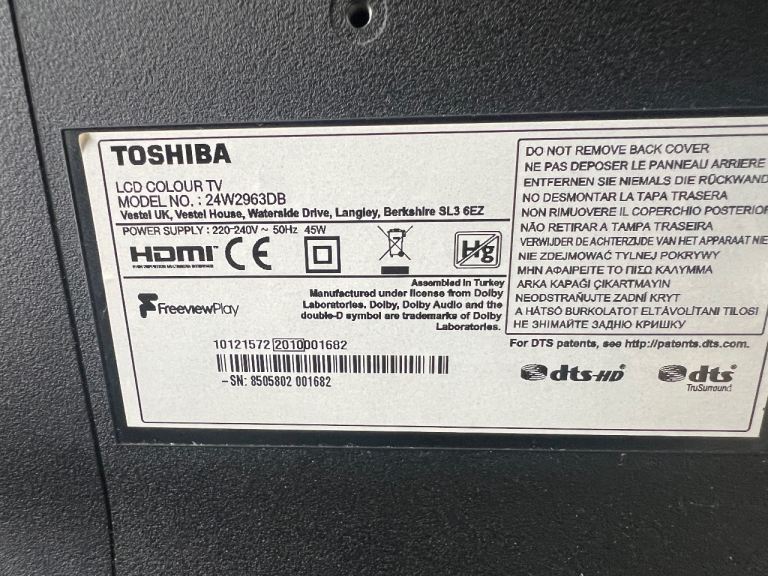 TOSHIBA
LCD COLOUR TV
MODEL NO. : 24W2963DB
Vestel UK, Vestel House, Waterside Drive, Langley, Berkshire SL3 6EZ
POWER SUPPLY : 220-240V ~ 50Hz 45W
HDMI CE Hg
HIGH-DEFINITION MULTIMEDIA INTERFACE
Assembled in Turkey
Manufactured under license from Dolby
Laboratories. Dolby, Dolby Audio and the
double-D symbol are trademarks of Dolby
Laboratories.
FreeviewPlay
10121572 2010 001682
- SN: 8505802 001682
DO NOT REMOVE BACK COVER
NE PAS DEPOSER LE PANNEAU ARRIERE
ENTFERNEN SIE NIEMALS DIE RÜCKWAND
NO DESMONTAR LA TAPA TRASERA
NON RIMUOVERE IL COPERCHIO POSTERIOR
NÃO RETIRAR A TAMPA TRASEIRA
VERWIJDER DE ACHTERZIJDE VAN HET APPARAAT NIE
NIE ZDEJMOWAĆ TYLNEJ POKRYWY
ΜΗΝ ΑΦΑΙΡΕΙΤΕ ΤΟ ΠΙΣΩ ΚΑΛΥΜΜΑ
ARKA KAPAĞI ÇIKARTMAYIN
NEODSTRAŇUJTE ZADNÍ KRYT
A HÁTSÓ BURKOLATOT ELTÁVOLÍTANI TILOS!
НЕ ЗНИМАЙТЕ ЗАДНЮ КРИШКУ
For DTS patents, see http://patents.dts.com.
dts-HD dts
TruSurround